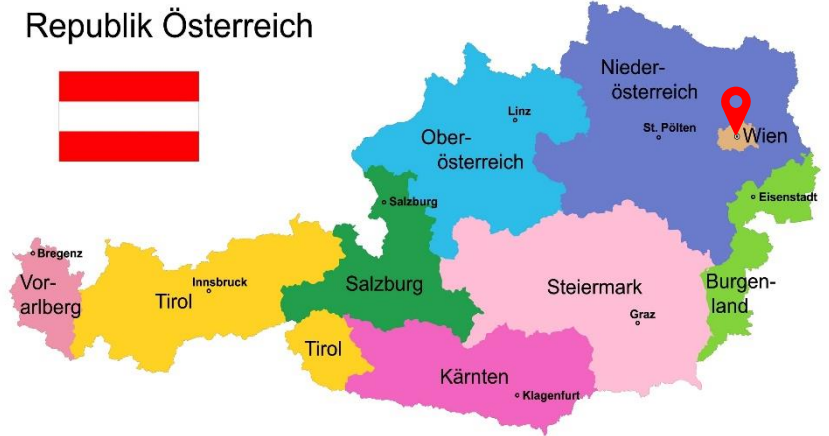 Republik Österreich
Nieder-
österreich
Linz
St. Pölten
Wien
Ober-
österreich
Salzburg
Eisenstadt
Bregenz
Vor-
arlberg
Innsbruck
Tirol
Salzburg
Steiermark
Burgen-
land
Graz
Tirol
Kärnten
Klagenfurt